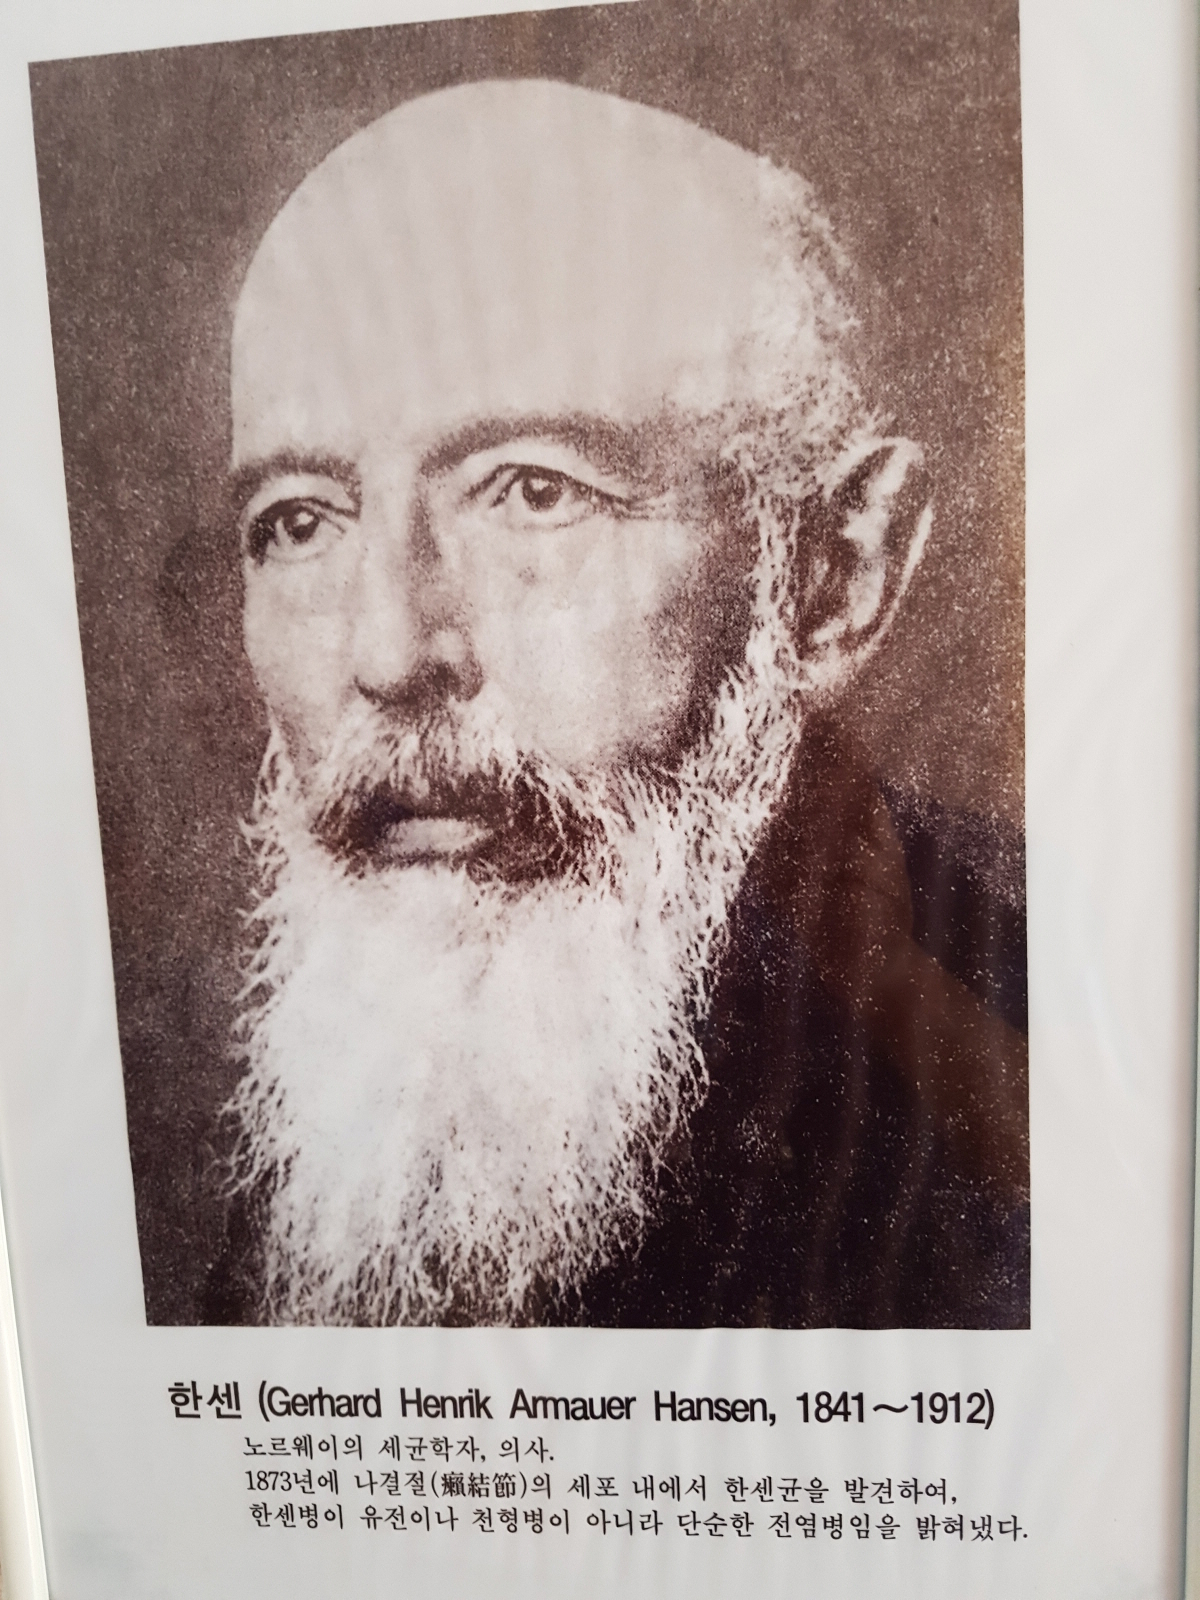 한센 (Gerhard Henrik Armauer Hansen, 1841～1912)
노르웨이의 세균학자, 의사.
1873년에 나결절(癩結節)의 세포 내에서 한센균을 발견하여,
한센병이 유전이나 천형병이 아니라 단순한 전염병임을 밝혀냈다.